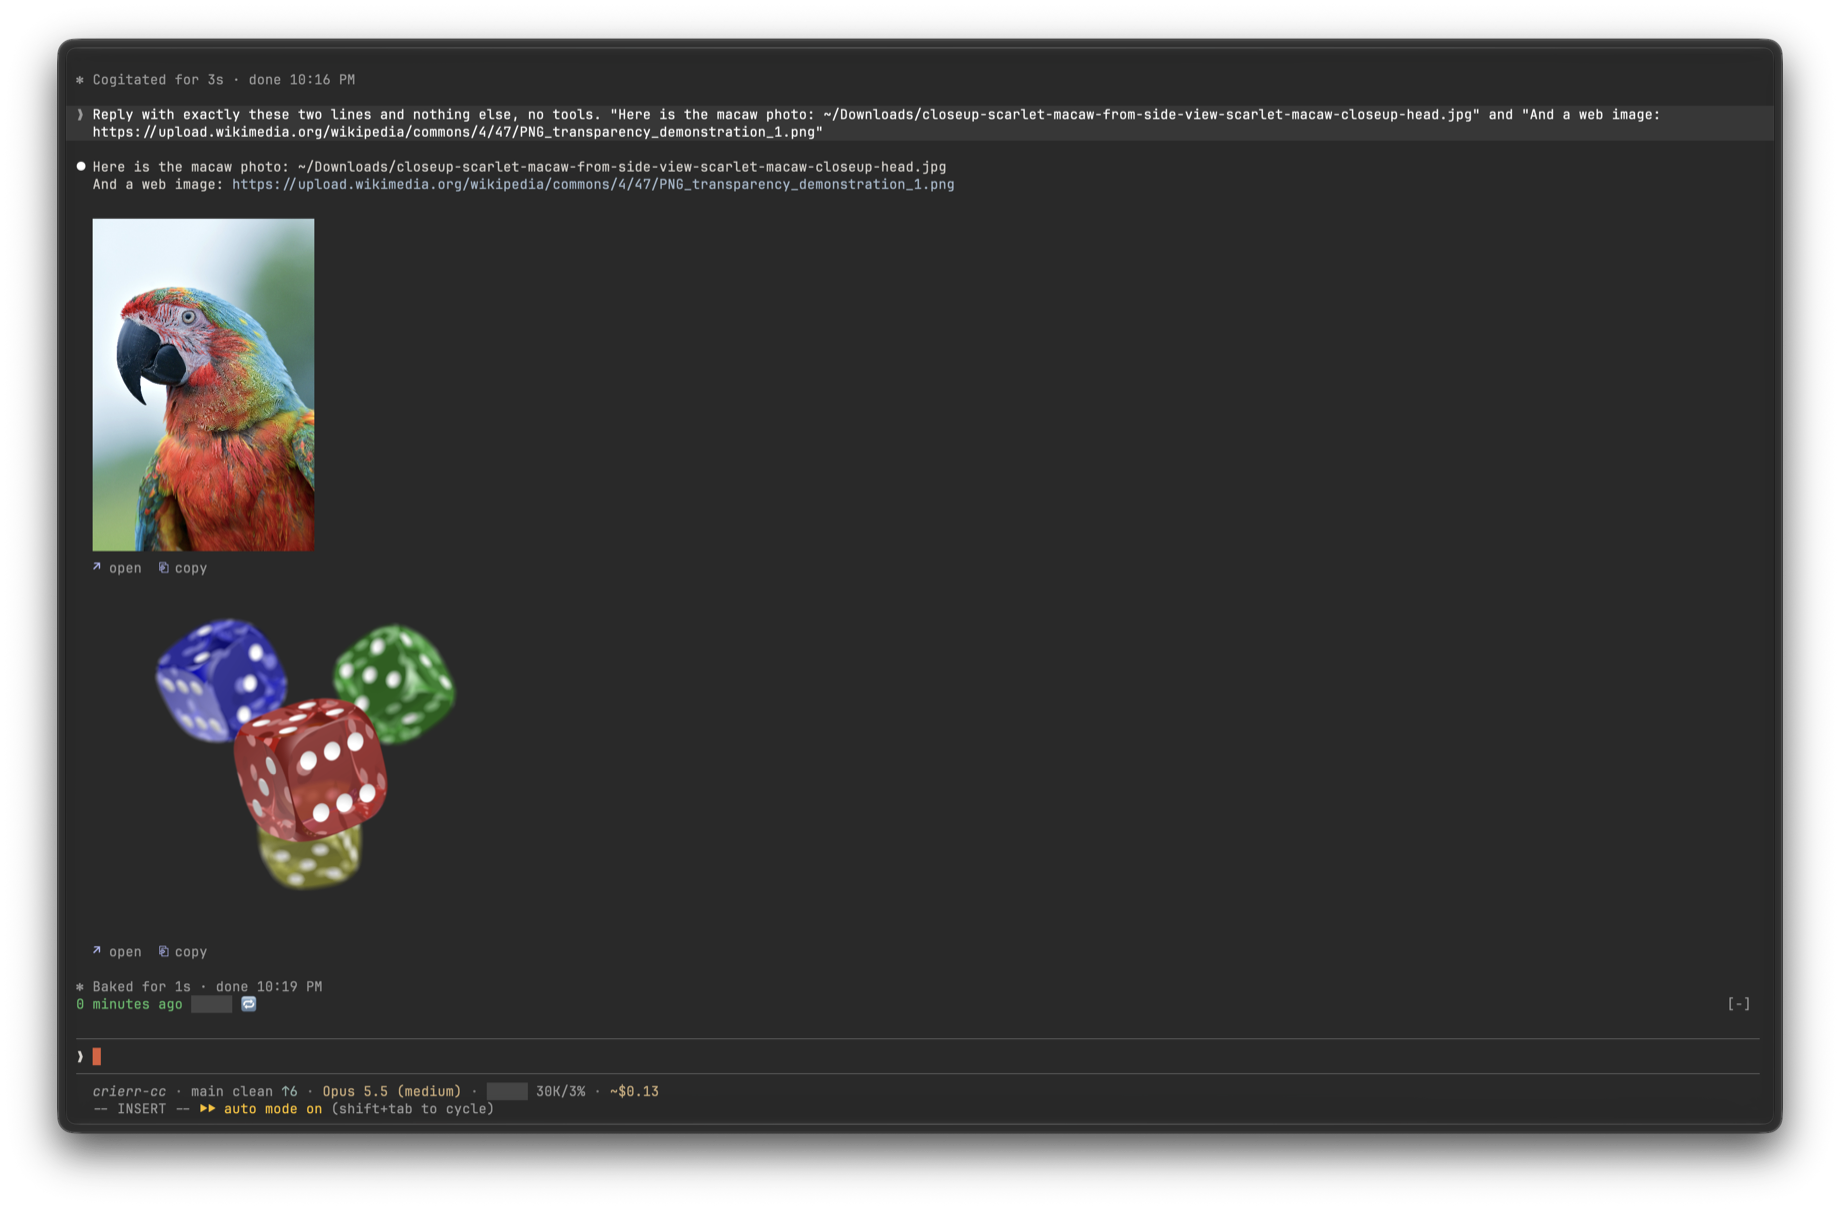 ✻ Cogitated for 3s · done 10:16 PM
❯ Reply with exactly these two lines and nothing else, no tools. "Here is the macaw photo: ~/Downloads/closeup-scarlet-macaw-from-side-view-scarlet-macaw-closeup-head.jpg" and "And a web image:
https://upload.wikimedia.org/wikipedia/commons/4/47/PNG_transparency_demonstration_1.png"
● Here is the macaw photo: ~/Downloads/closeup-scarlet-macaw-from-side-view-scarlet-macaw-closeup-head.jpg
And a web image: https://upload.wikimedia.org/wikipedia/commons/4/47/PNG_transparency_demonstration_1.png
↗ open copy
↗ open copy
✻ Baked for 1s · done 10:19 PM
0 minutes ago [-]
❯
crierr-cc · main clean ↑6 · Opus 5.5 (medium) · 30K/3% · ~$0.13
-- INSERT -- ⏵⏵ auto mode on (shift+tab to cycle)